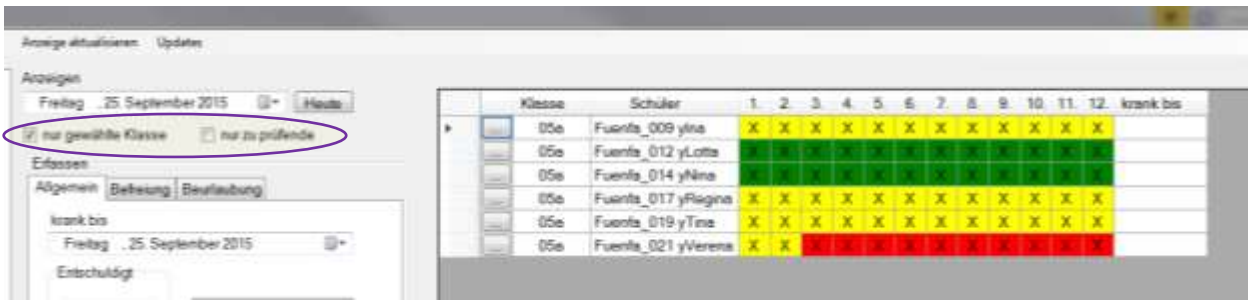 Anzeige aktualisieren Updates
Anzeigen
Freitag , 25. September 2015 Heute
nur gewählte Klasse nur zu prüfende
Erfassen
Allgemein Befreiung Beurlaubung
krank bis
Freitag , 25. September 2015
Entschuldigt
Klasse Schüler 1. 2. 3. 4. 5. 6. 7. 8. 9. 10. 11. 12. krank bis
... 05a Fuenfa_009 yIna X X X X X X X X X X X X
... 05a Fuenfa_012 yLotta X X X X X X X X X X X X
... 05a Fuenfa_014 yNina X X X X X X X X X X X X
... 05a Fuenfa_017 yRegina X X X X X X X X X X X X
... 05a Fuenfa_019 yTina X X X X X X X X X X X X
... 05a Fuenfa_021 yVerena X X X X X X X X X X X X